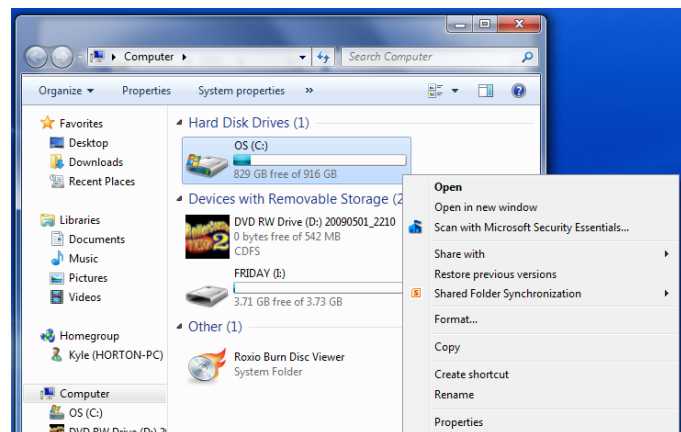 Computer
Search Computer
Organize
Properties
System properties
»
Favorites
Desktop
Downloads
Recent Places
Libraries
Documents
Music
Pictures
Videos
Homegroup
Kyle (HORTON-PC)
Computer
OS (C:)
DVD RW Drive (D:) 2
Hard Disk Drives (1)
OS (C:)
829 GB free of 916 GB
Devices with Removable Storage (2
DVD RW Drive (D:) 20090501_2210
0 bytes free of 542 MB
CDFS
FRIDAY (I:)
3.71 GB free of 3.73 GB
Other (1)
Roxio Burn Disc Viewer
System Folder
Open
Open in new window
Scan with Microsoft Security Essentials...
Share with
Restore previous versions
Shared Folder Synchronization
Format...
Copy
Create shortcut
Rename
Properties